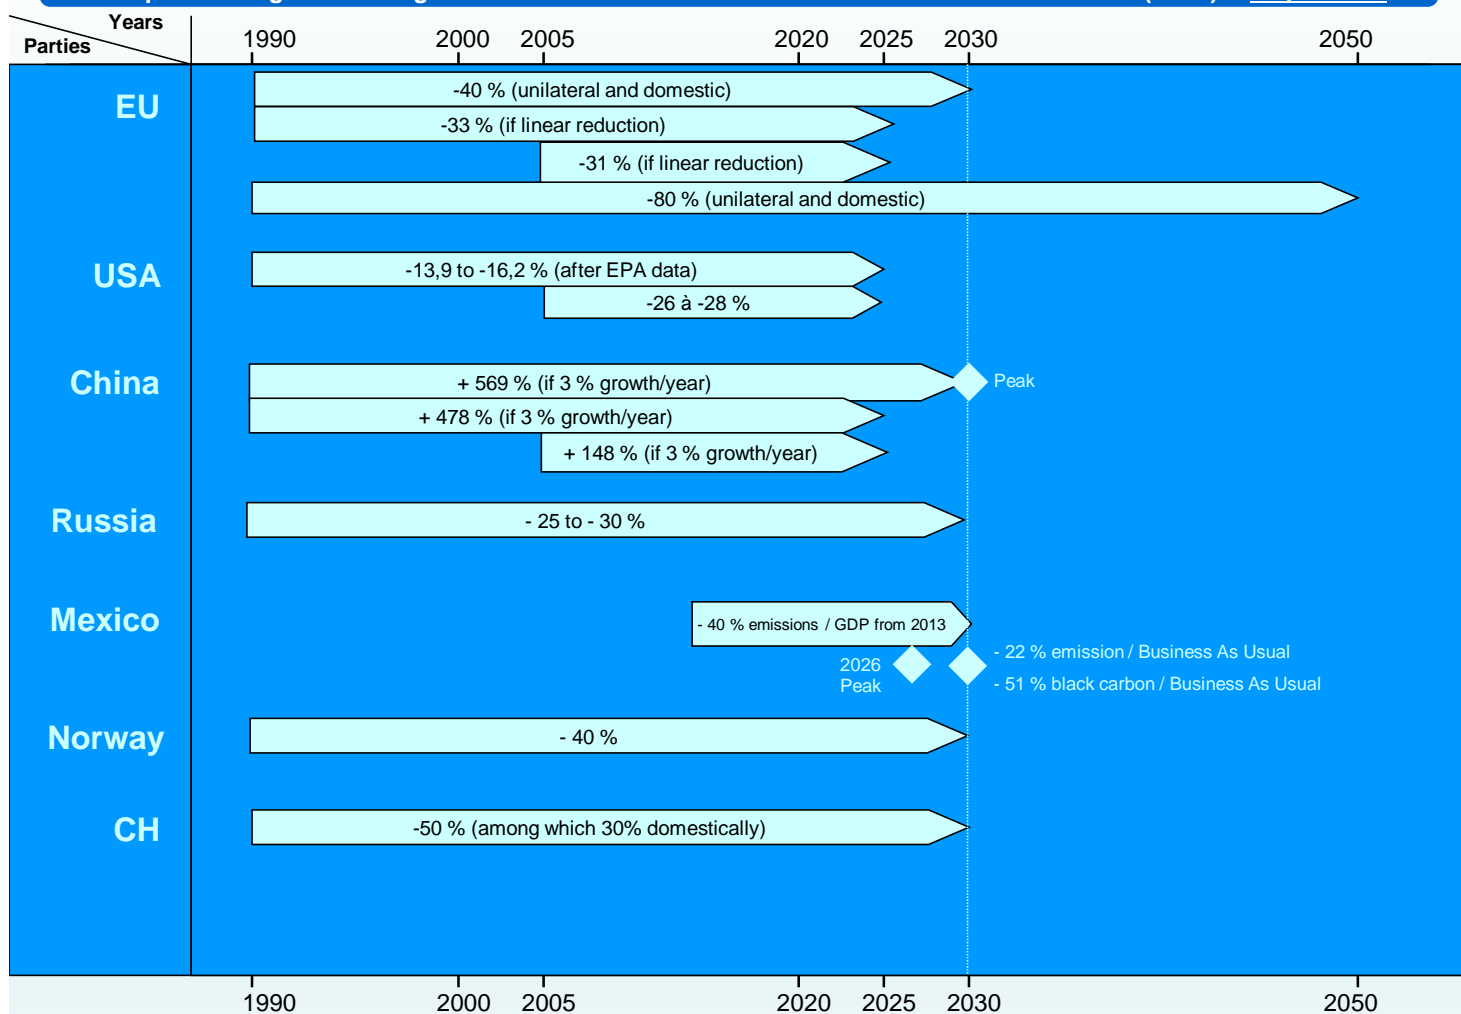 Years
Parties
1990 2000 2005 2020 2025 2030 2050
EU
-40 % (unilateral and domestic)
-33 % (if linear reduction)
-31 % (if linear reduction)
-80 % (unilateral and domestic)
USA
-13,9 to -16,2 % (after EPA data)
-26 à -28 %
China
+ 569 % (if 3 % growth/year)
Peak
+ 478 % (if 3 % growth/year)
+ 148 % (if 3 % growth/year)
Russia
- 25 to - 30 %
Mexico
- 40 % emissions / GDP from 2013
2026
Peak
- 22 % emission / Business As Usual
- 51 % black carbon / Business As Usual
Norway
- 40 %
CH
-50 % (among which 30% domestically)
1990 2000 2005 2020 2025 2030 2050